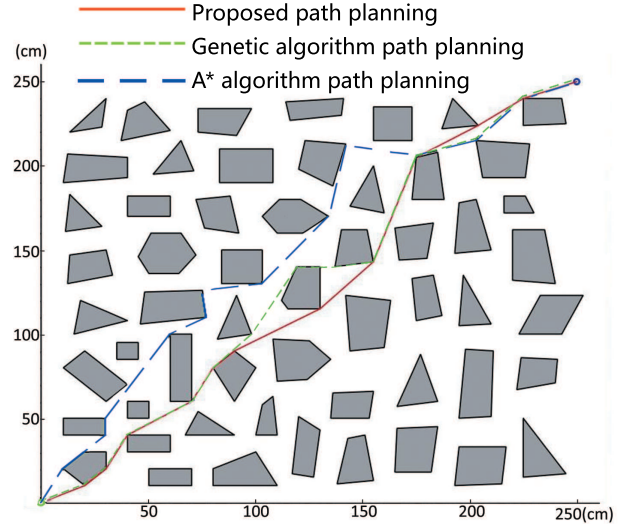 Proposed path planning
Genetic algorithm path planning
A* algorithm path planning
(cm)
250
200
150
100
50
50 100 150 200 250(cm)